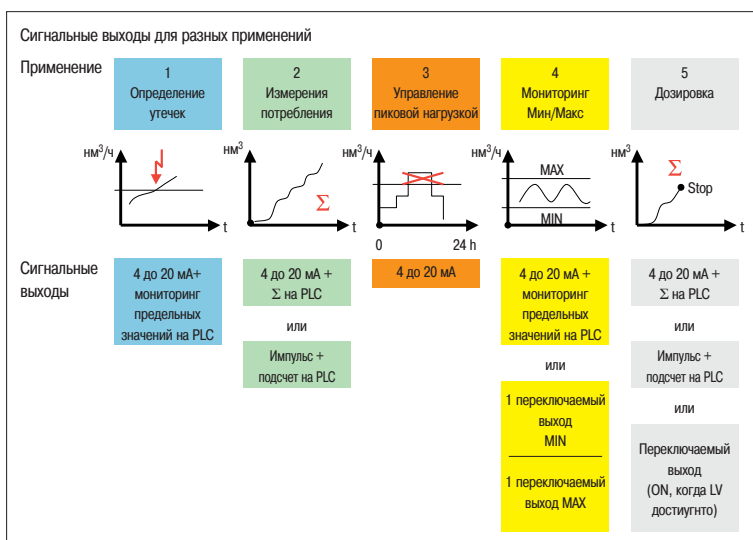 Сигнальные выходы для разных применений
Применение
1
Определение
утечек
2
Измерения
потребления
3
Управление
пиковой нагрузкой
4
Мониторинг
Мин/Макс
5
Дозировка
нм³/ч
t
нм³
Σ
t
нм³/ч
0
24 h
t
нм³/ч
MAX
MIN
t
нм³
Σ
Stop
t
Сигнальные
выходы
4 до 20 мА+
мониторинг
предельных
значений на PLC
4 до 20 мА +
Σ на PLC
или
Импульс +
подсчет на PLC
4 до 20 мА
4 до 20 мА +
мониторинг
предельных
значений на PLC
или
1 переключаемый
выход
MIN
1 переключаемый
выход MAX
4 до 20 мА +
Σ на PLC
или
Импульс +
подсчет на PLC
или
Переключаемый
выход
(ON, когда LV
достиугнто)